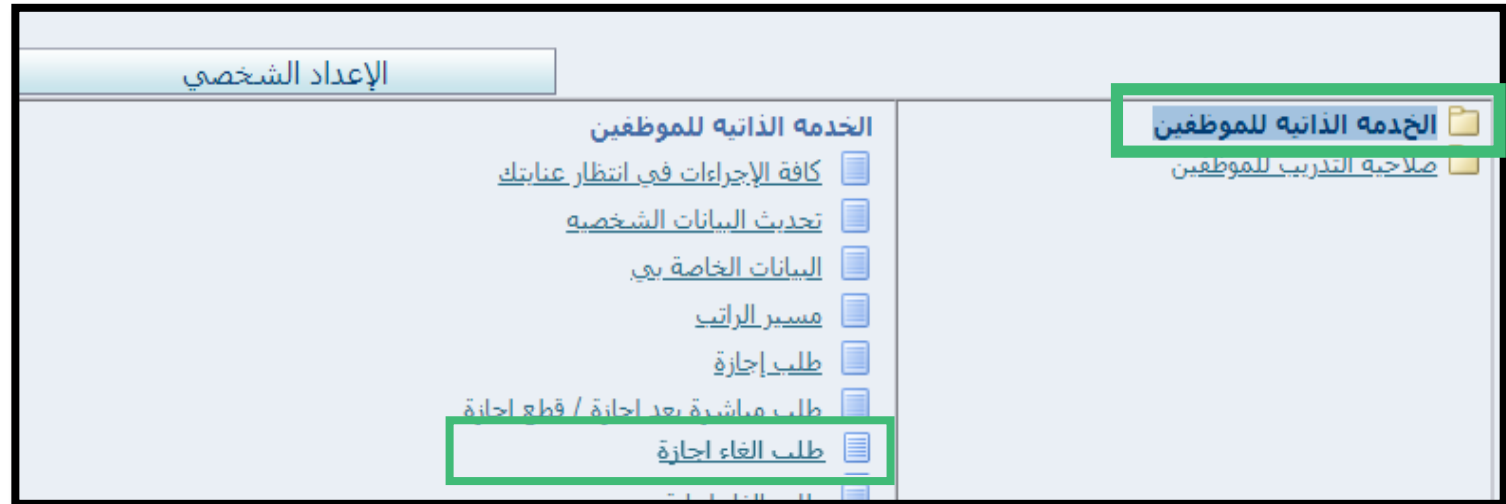 الإعداد الشخصي
الخدمه الذاتيه للموظفين
صلاحية التدريب للموظفين
الخدمه الذاتيه للموظفين
كافة الإجراءات في انتظار عنايتك
تحديث البيانات الشخصيه
البيانات الخاصة بي
مسير الراتب
طلب إجازة
طلب مباشرة بعد اجازة / قطع اجازة
طلب الغاء اجازة